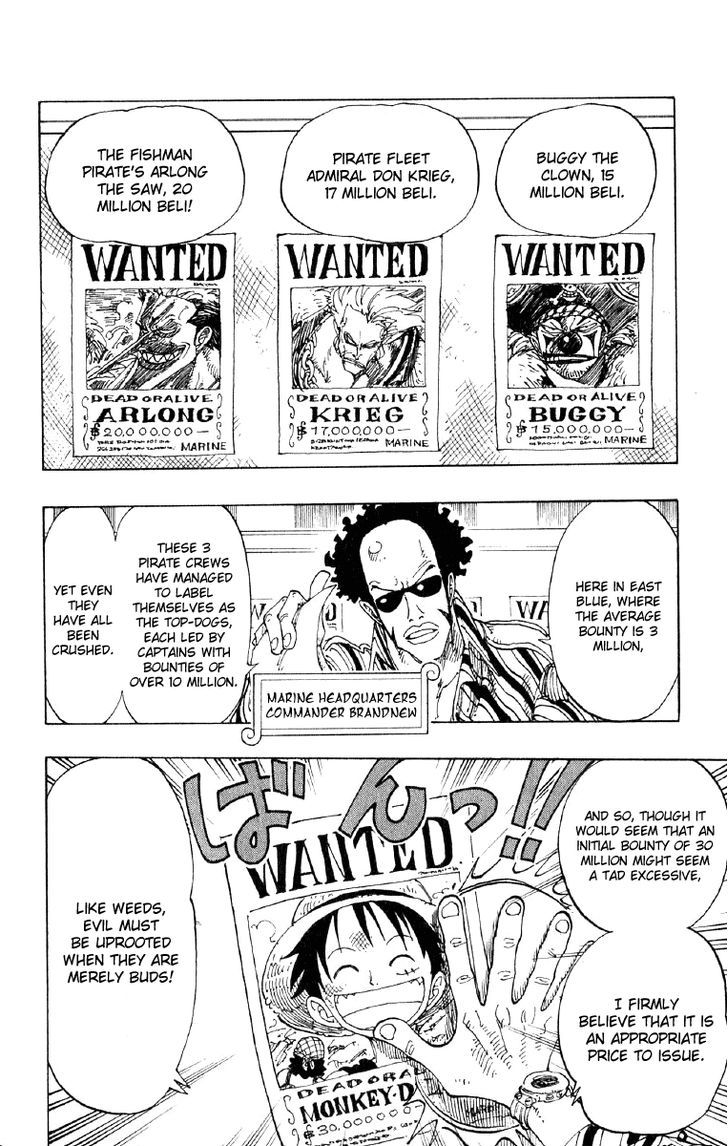 THE FISHMAN
PIRATE'S ARLONG
THE SAW, 20
MILLION BELI!
PIRATE FLEET
ADMIRAL DON KRIEG,
17 MILLION BELI.
BUGGY THE
CLOWN, 15
MILLION BELI.
WANTED
DEAD OR ALIVE
ARLONG
฿20,000,000—
MARINE
WANTED
DEAD OR ALIVE
KRIEG
฿17,000,000—
MARINE
WANTED
DEAD OR ALIVE
BUGGY
฿15,000,000—
MARINE
HERE IN EAST
BLUE, WHERE
THE AVERAGE
BOUNTY IS 3
MILLION,
THESE 3
PIRATE CREWS
HAVE MANAGED
TO LABEL
THEMSELVES AS
THE TOP-DOGS,
EACH LED BY
CAPTAINS WITH
BOUNTIES OF
OVER 10 MILLION.
YET EVEN
THEY
HAVE ALL
BEEN
CRUSHED.
WAN
MARINE HEADQUARTERS
COMMANDER BRANDNEW
AND SO, THOUGH IT
WOULD SEEM THAT AN
INITIAL BOUNTY OF 30
MILLION MIGHT SEEM
A TAD EXCESSIVE,
I FIRMLY
BELIEVE THAT IT IS
AN APPROPRIATE
PRICE TO ISSUE.
ばんっ!!
WANTED
DEAD OR A
MONKEY·D
฿30,000,000
LIKE WEEDS,
EVIL MUST
BE UPROOTED
WHEN THEY ARE
MERELY BUDS!